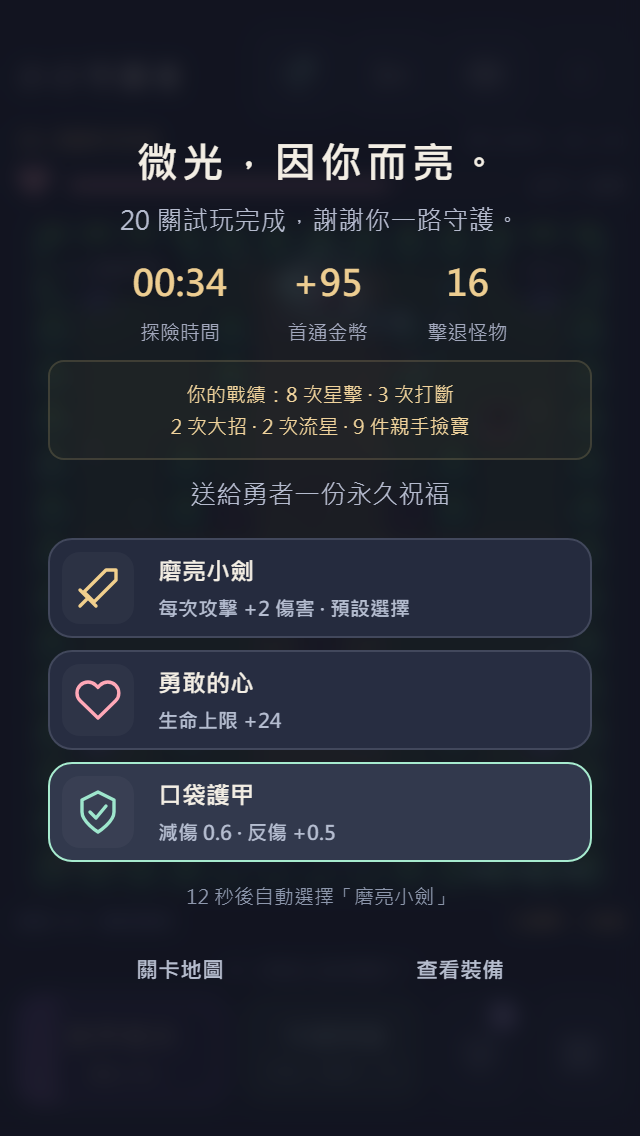 微光，因你而亮。
20 關試玩完成，謝謝你一路守護。
00:34 +95 16
探險時間 首通金幣 擊退怪物
你的戰績：8 次星擊 · 3 次打斷
2 次大招 · 2 次流星 · 9 件親手撿寶
送給勇者一份永久祝福
磨亮小劍
每次攻擊 +2 傷害 · 預設選擇
勇敢的心
生命上限 +24
口袋護甲
減傷 0.6 · 反傷 +0.5
12 秒後自動選擇「磨亮小劍」
關卡地圖 查看裝備